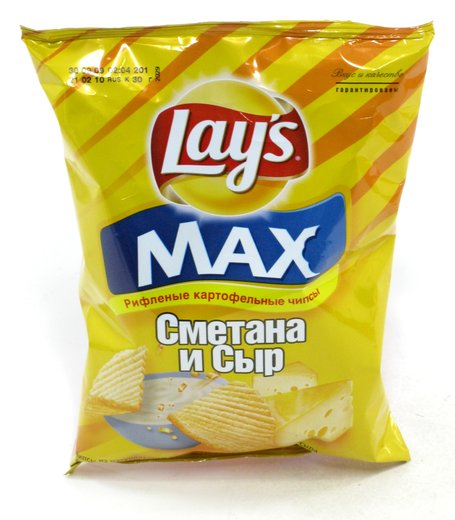 Вкус и качество
гарантированы
Lay's
MAX
Рифленые картофельные чипсы
Сметана
и Сыр